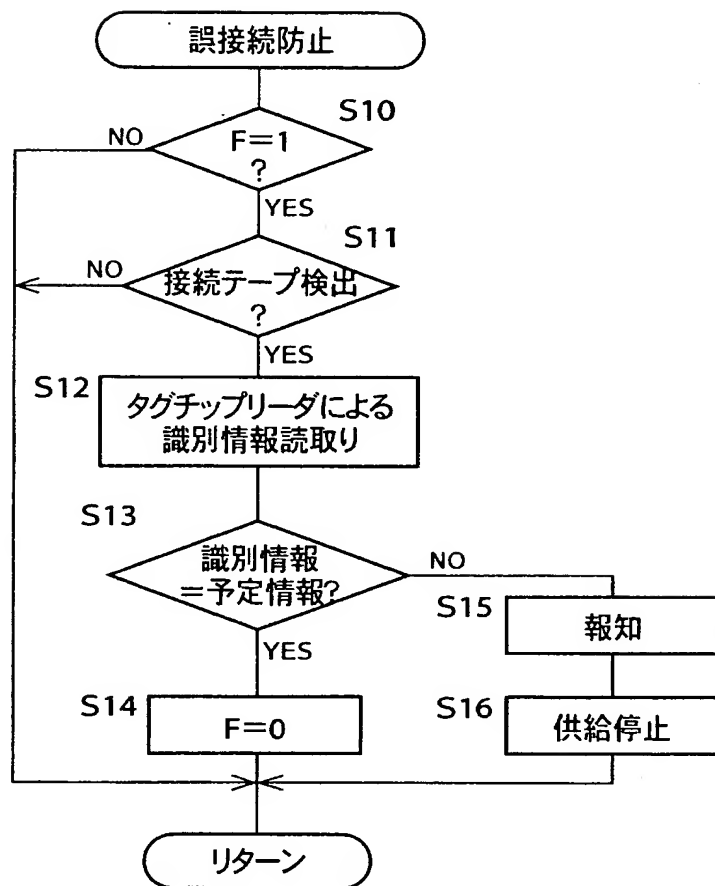 誤接続防止
S10
NO
F=1
?
YES
S11
NO
接続テープ検出
?
YES
S12
タグチップリーダによる
識別情報読取り
S13
識別情報
=予定情報?
NO
YES
S15
報知
S14
F=0
S16
供給停止
リターン